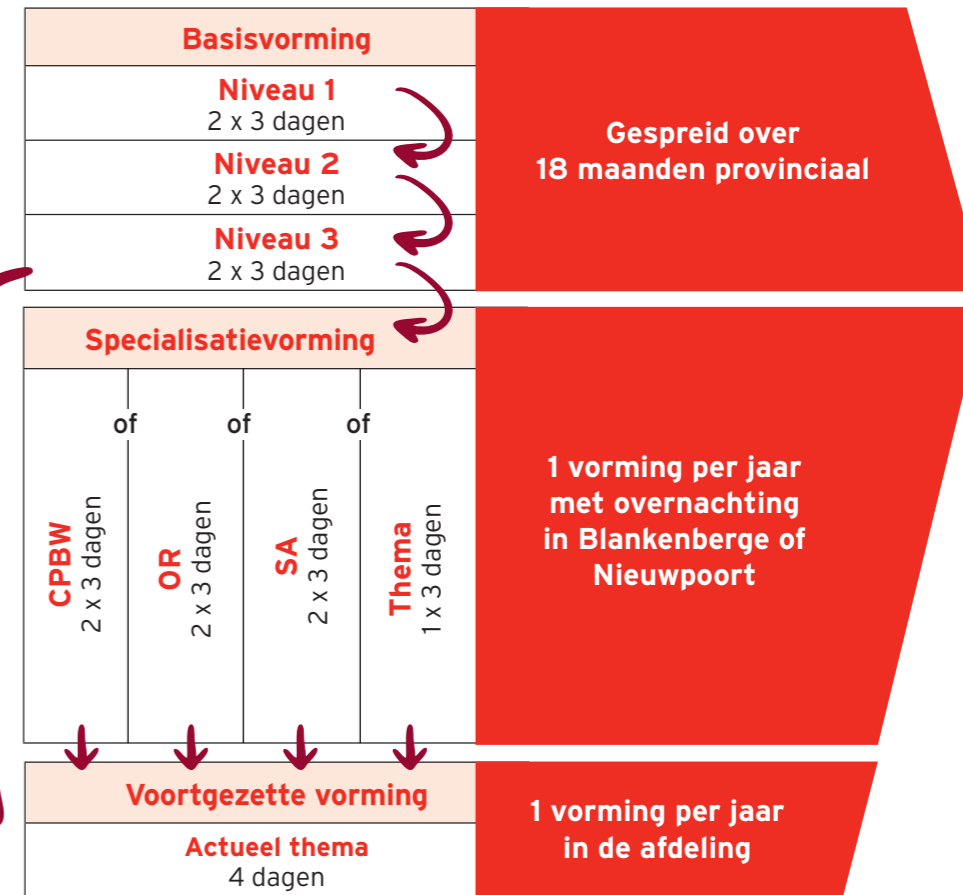 Basisvorming
Niveau 1
2 x 3 dagen
Niveau 2
2 x 3 dagen
Niveau 3
2 x 3 dagen
Gespreid over
18 maanden provinciaal
Specialisatievorming
of
of
of
CPBW
2 x 3 dagen
OR
2 x 3 dagen
SA
2 x 3 dagen
Thema
1 x 3 dagen
1 vorming per jaar
met overnachting
in Blankenberge of
Nieuwpoort
Voortgezette vorming
Actueel thema
4 dagen
1 vorming per jaar
in de afdeling